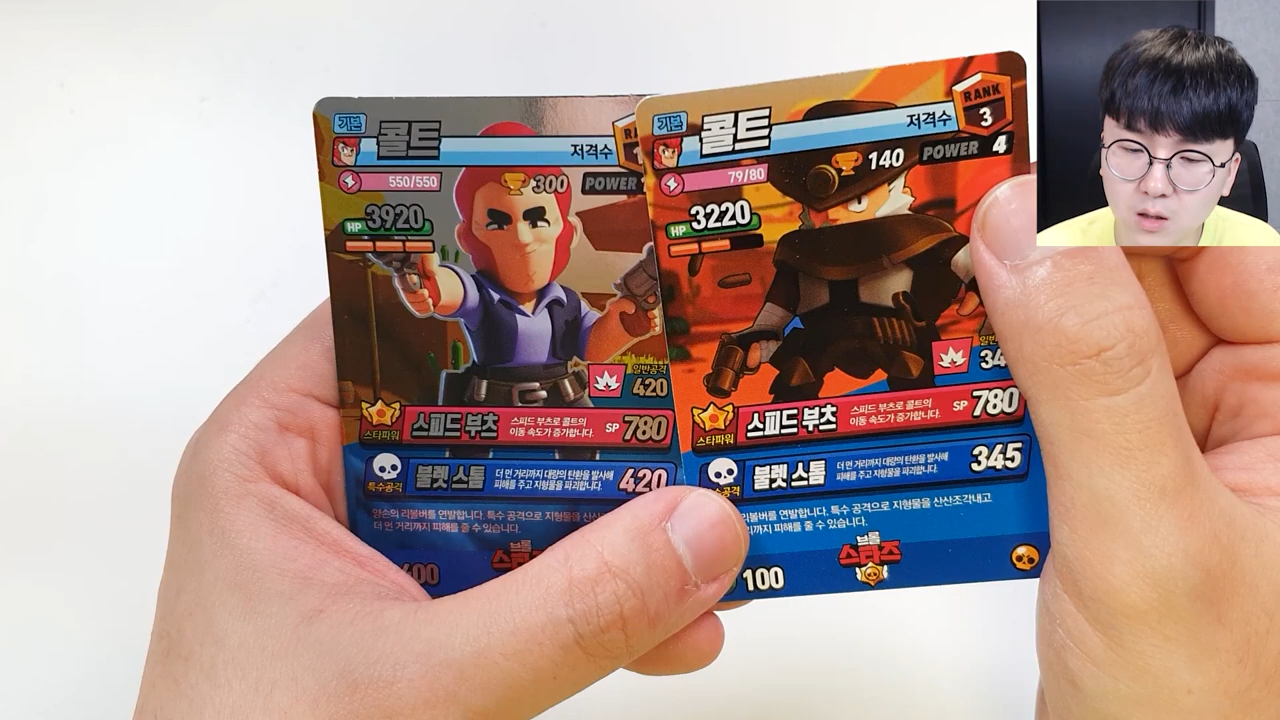 기본 콜트 저격수
550/550 300 POWER
HP 3920
일반공격
420
스타파워 스피드 부츠 스피드 부츠로 콜트의
이동 속도가 증가합니다. SP 780
특수공격 불렛 스톰 더 먼 거리까지 대량의 탄환을 발사해
피해를 주고 지형물을 파괴합니다. 420
양손의 리볼버를 연발합니다. 특수 공격으로 지형물을
더 먼 거리까지 피해를 줄 수 있습니다.
브롤
스타즈
기본 콜트 저격수 RANK
3
79/80 140 POWER 4
HP 3220
34
스타파워 스피드 부츠 스피드 부츠로 콜트의
이동 속도가 증가합니다. SP 780
불렛 스톰 더 먼 거리까지 대량의 탄환을 발사해
피해를 주고 지형물을 파괴합니다. 345
리볼버를 연발합니다. 특수 공격으로 지형물을 산산조각내고
피해를 줄 수 있습니다.
100
브롤
스타즈